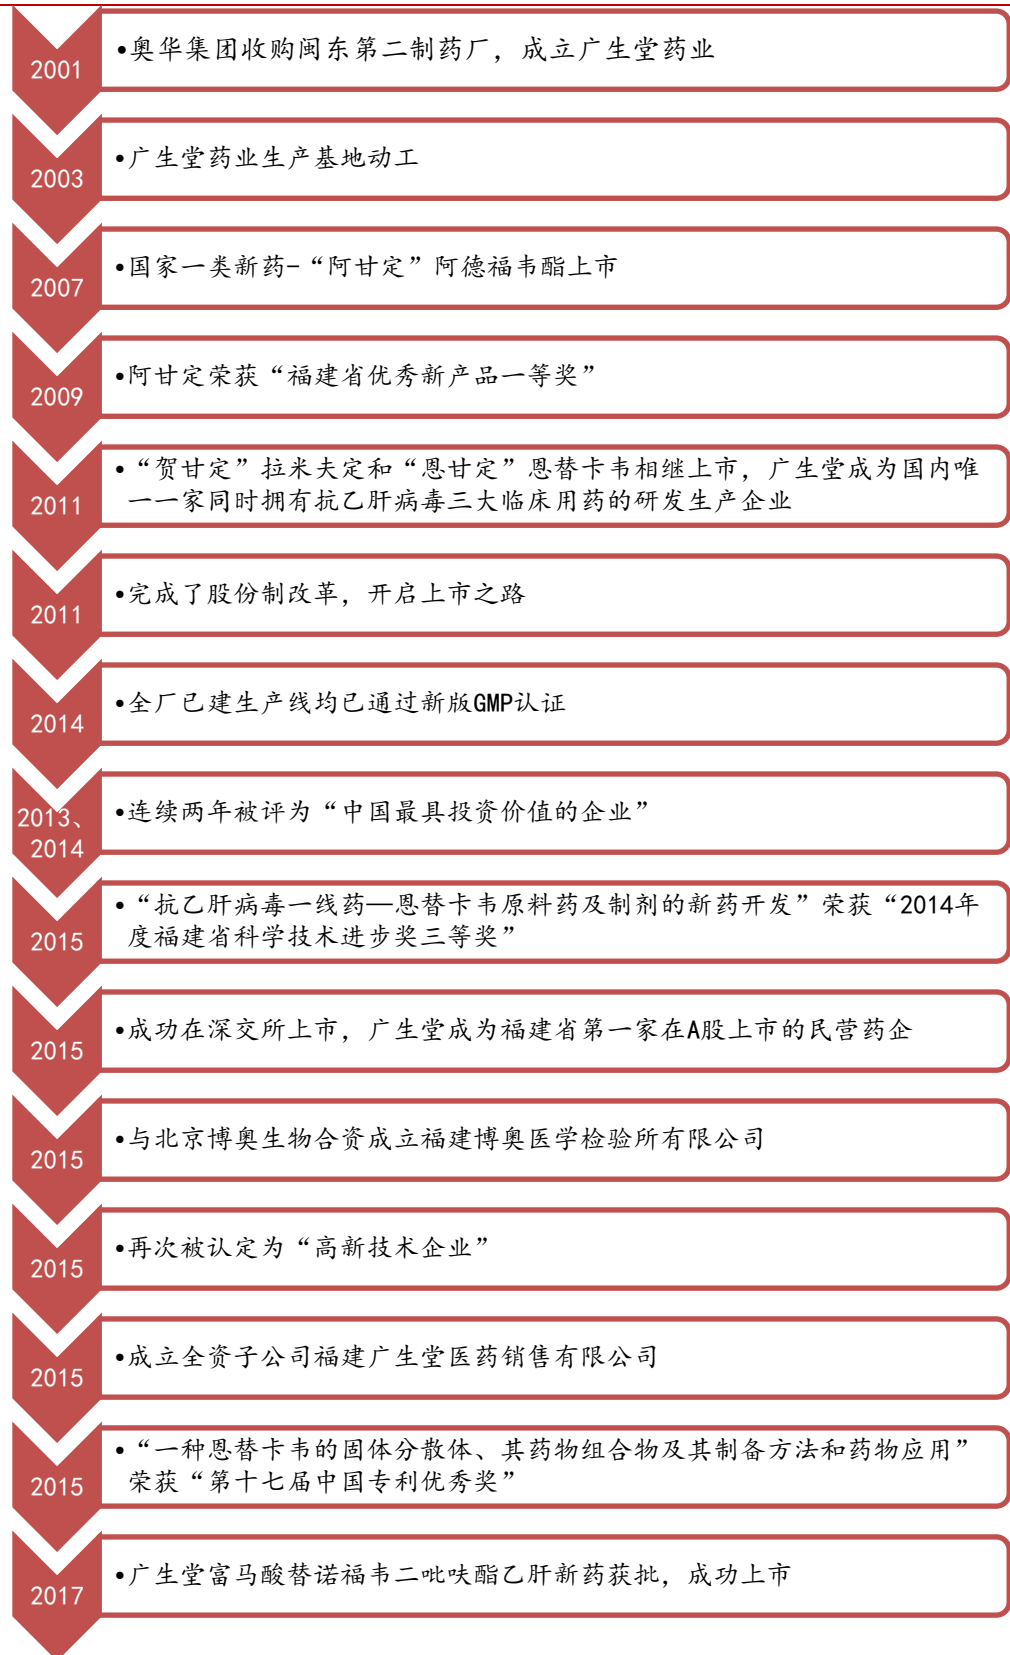 2001
•奥华集团收购闽东第二制药厂，成立广生堂药业
2003
•广生堂药业生产基地动工
2007
•国家一类新药-“阿甘定”阿德福韦酯上市
2009
•阿甘定荣获“福建省优秀新产品一等奖”
2011
•“贺甘定”拉米夫定和“恩甘定”恩替卡韦相继上市，广生堂成为国内唯
一一家同时拥有抗乙肝病毒三大临床用药的研发生产企业
2011
•完成了股份制改革，开启上市之路
2014
•全厂已建生产线均已通过新版GMP认证
2013、
2014
•连续两年被评为“中国最具投资价值的企业”
2015
•“抗乙肝病毒一线药—恩替卡韦原料药及制剂的新药开发”荣获“2014年
度福建省科学技术进步奖三等奖”
2015
•成功在深交所上市，广生堂成为福建省第一家在A股上市的民营药企
2015
•与北京博奥生物合资成立福建博奥医学检验所有限公司
2015
•再次被认定为“高新技术企业”
2015
•成立全资子公司福建广生堂医药销售有限公司
2015
•“一种恩替卡韦的固体分散体、其药物组合物及其制备方法和药物应用”
荣获“第十七届中国专利优秀奖”
2017
•广生堂富马酸替诺福韦二吡呋酯乙肝新药获批，成功上市